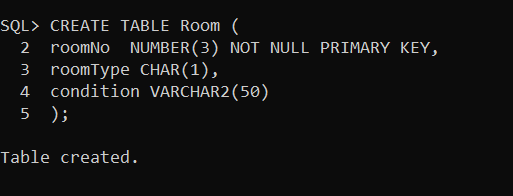 SQL> CREATE TABLE Room (
  2  roomNo  NUMBER(3) NOT NULL PRIMARY KEY,
  3  roomType CHAR(1),
  4  condition VARCHAR2(50)
  5  );
Table created.